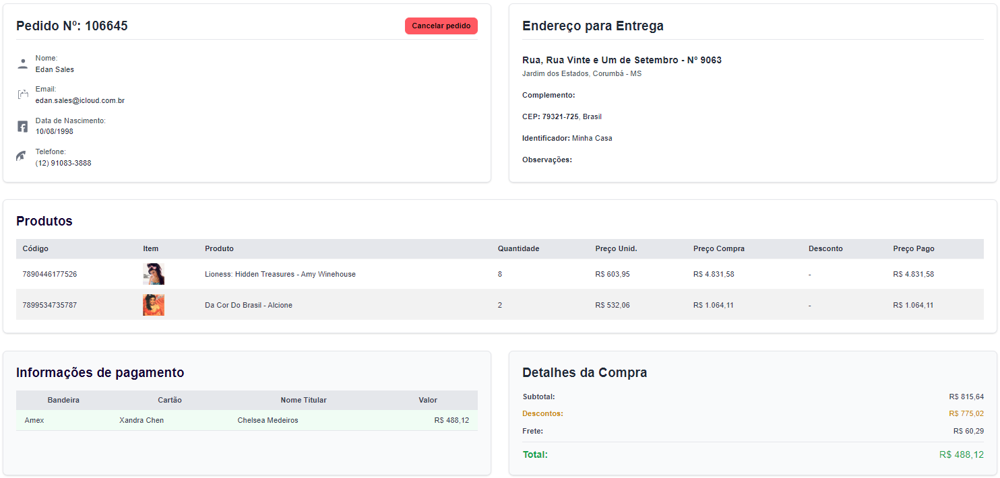 Pedido Nº: 106645
Cancelar pedido
Nome:
Edan Sales
Email:
edan.sales@icloud.com.br
Data de Nascimento:
10/08/1998
Telefone:
(12) 91083-3888
Endereço para Entrega
Rua, Rua Vinte e Um de Setembro - Nº 9063
Jardim dos Estados, Corumbá - MS
Complemento:
CEP: 79321-725, Brasil
Identificador: Minha Casa
Observações:
Produtos
Código Item Produto Quantidade Preço Unid. Preço Compra Desconto Preço Pago
7890446177526 Lioness: Hidden Treasures - Amy Winehouse 8 R$ 603,95 R$ 4.831,58 - R$ 4.831,58
7899534735787 Da Cor Do Brasil - Alcione 2 R$ 532,06 R$ 1.064,11 - R$ 1.064,11
Informações de pagamento
Bandeira Cartão Nome Titular Valor
Amex Xandra Chen Chelsea Medeiros R$ 488,12
Detalhes da Compra
Subtotal: R$ 815,64
Descontos: R$ 775,02
Frete: R$ 60,29
Total: R$ 488,12